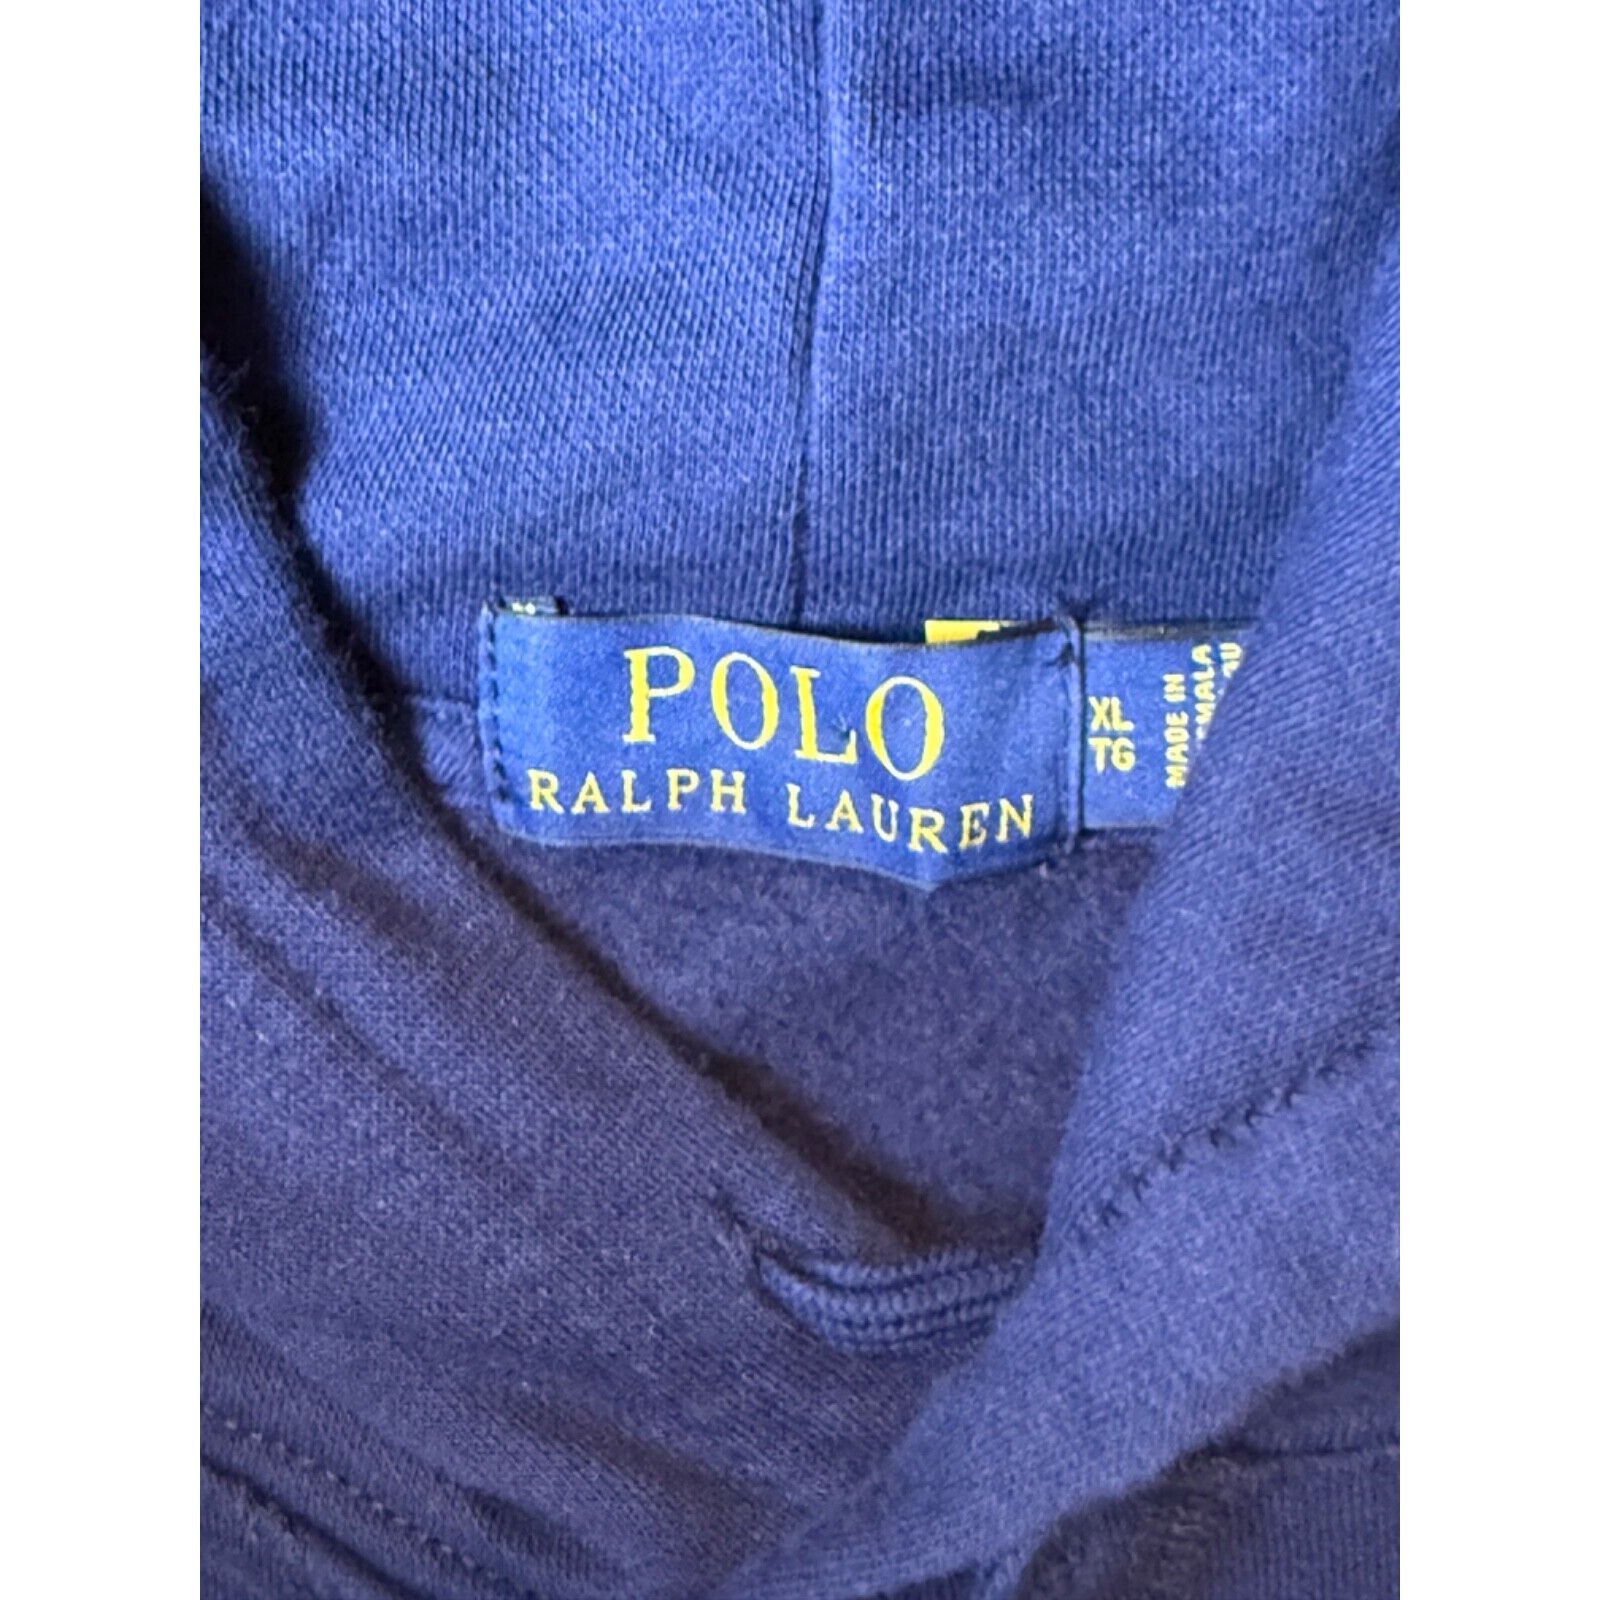 POLO
RALPH LAUREN
XL
TG
MADE IN